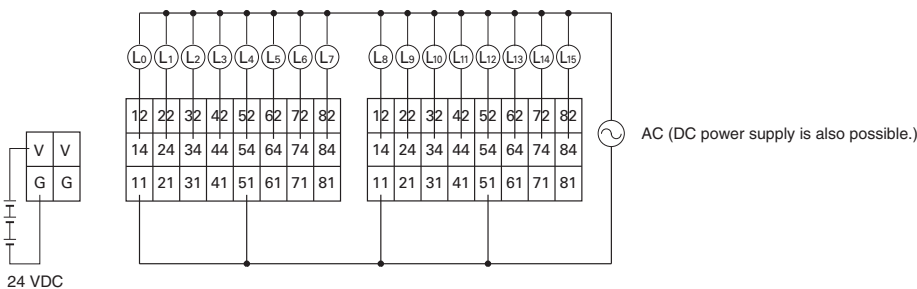 L0 L1 L2 L3 L4 L5 L6 L7 L8 L9 L10 L11 L12 L13 L14 L15
12 22 32 42 52 62 72 82 12 22 32 42 52 62 72 82
AC (DC power supply is also possible.)
V V 14 24 34 44 54 64 74 84 14 24 34 44 54 64 74 84
G G 11 21 31 41 51 61 71 81 11 21 31 41 51 61 71 81
24 VDC